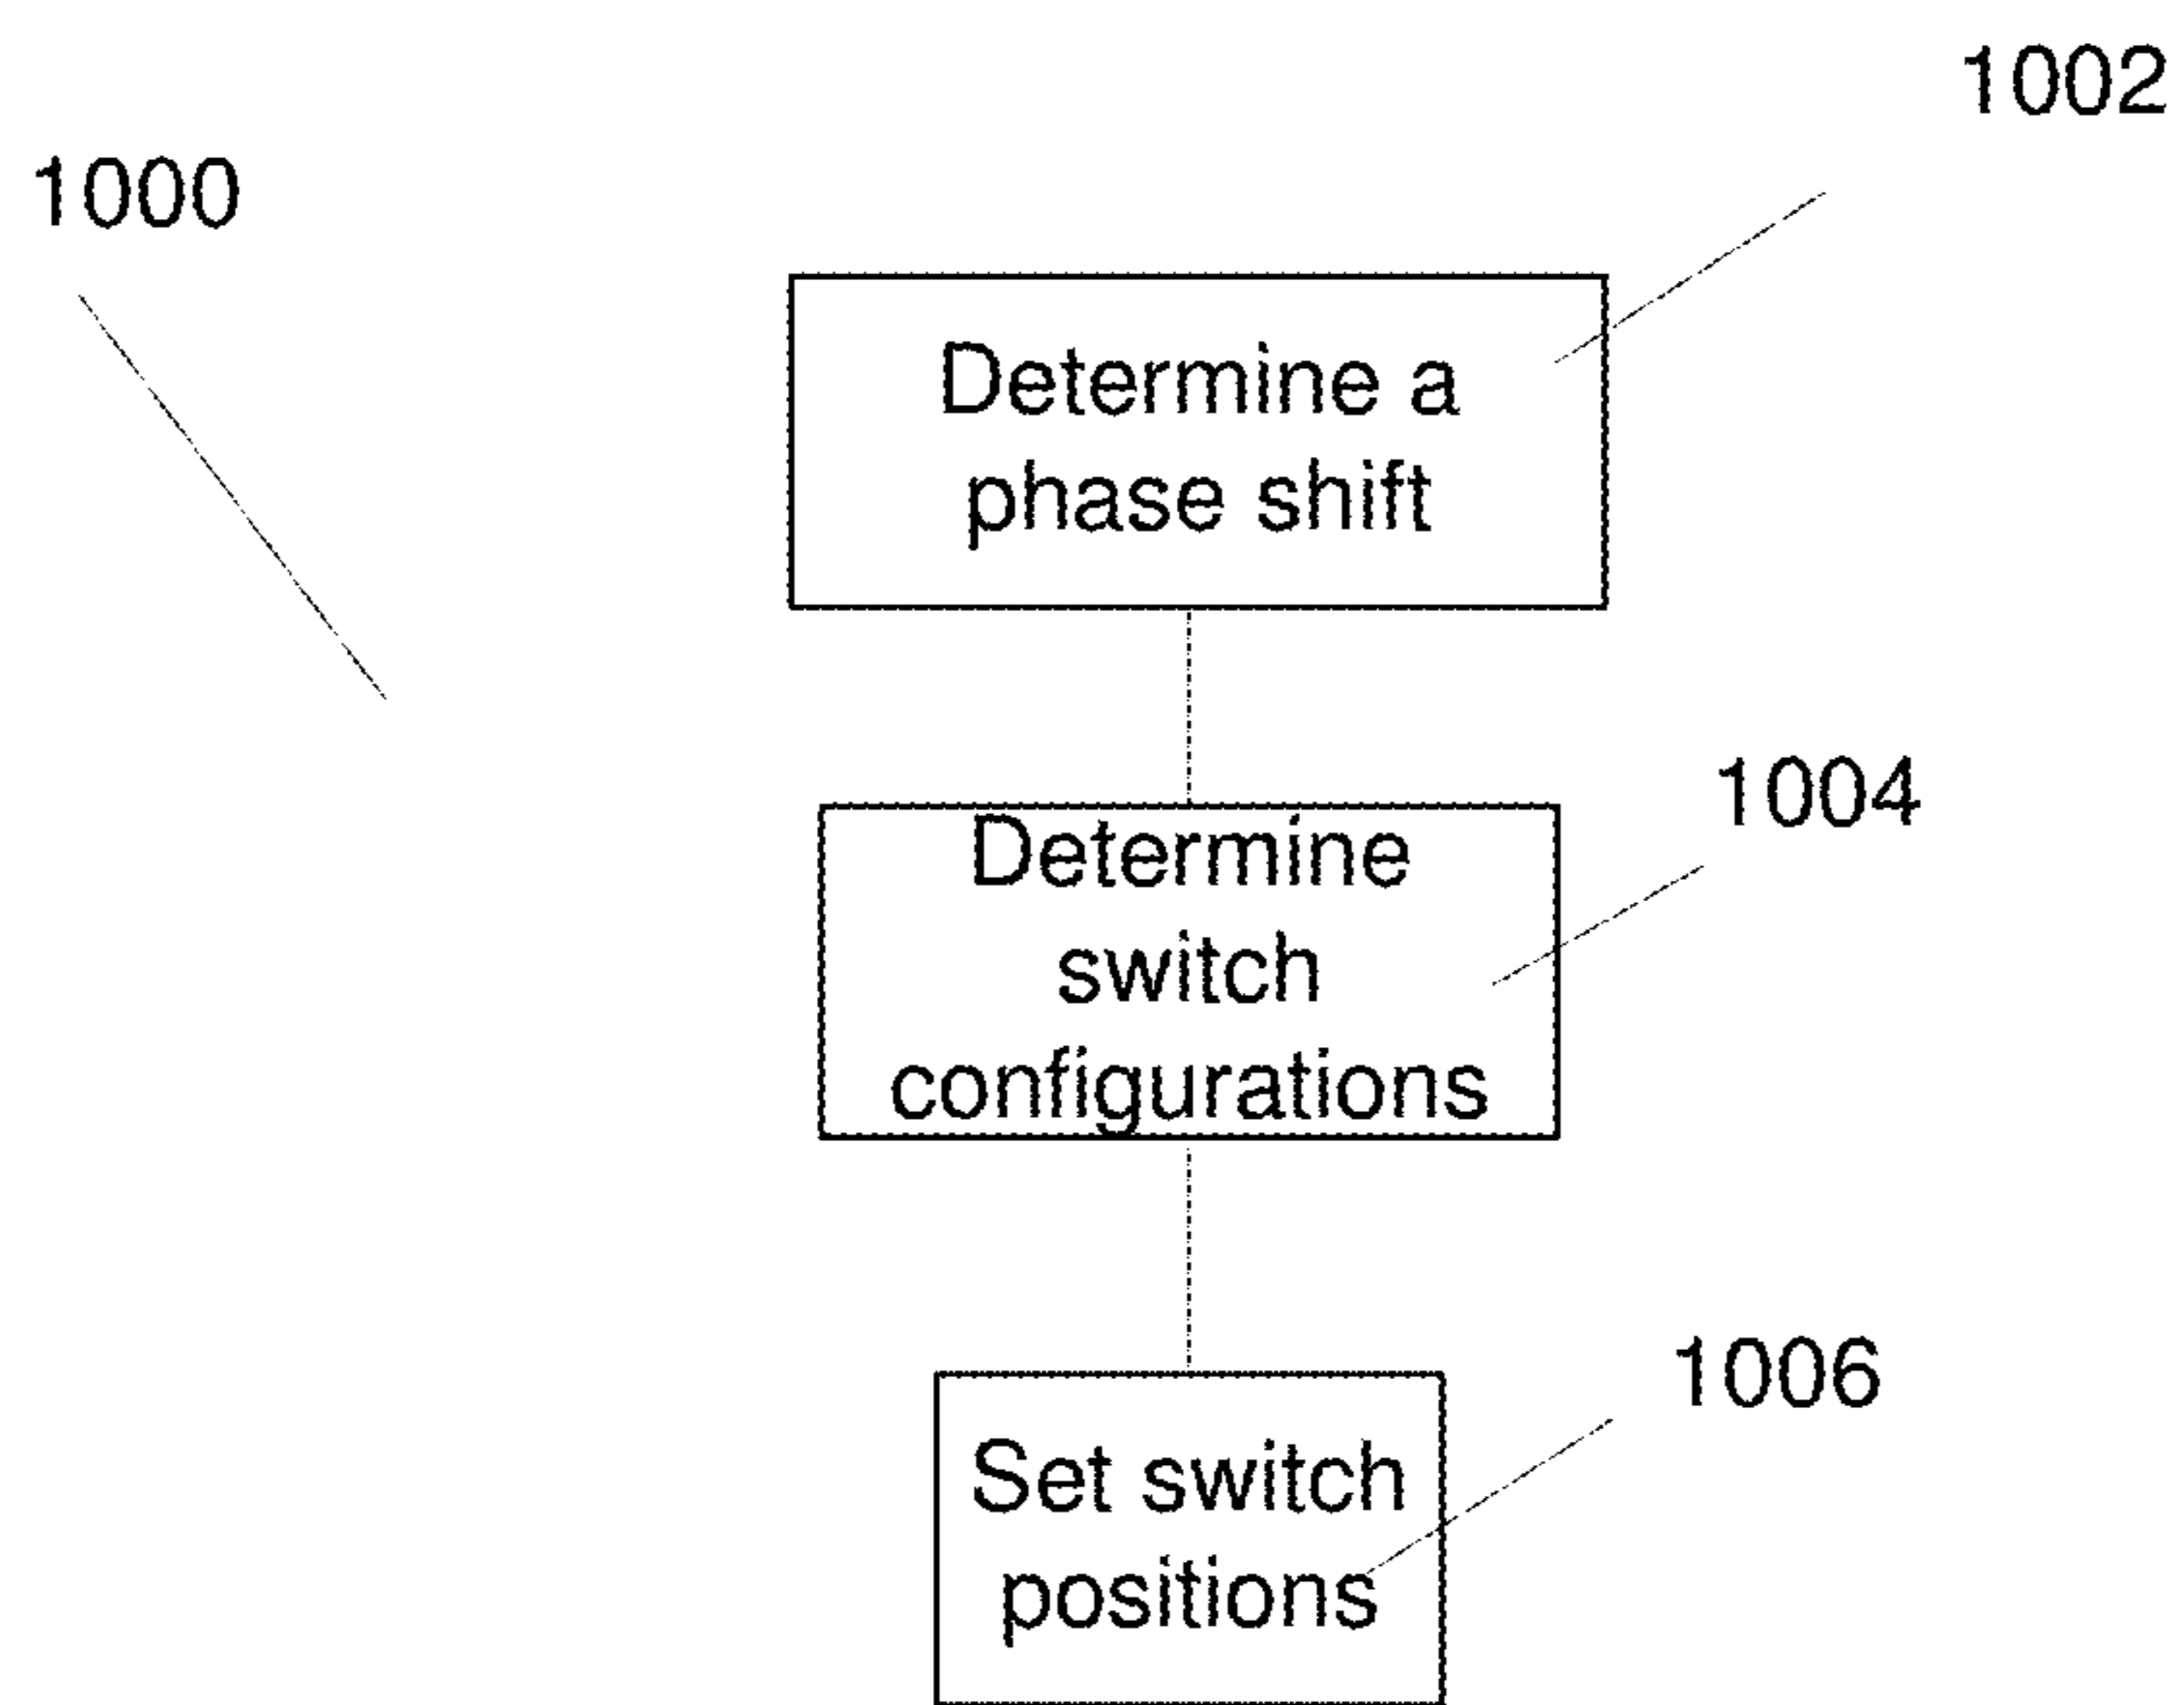 1002
1000
Determine a
phase shift
1004
Determine
switch
configurations
1006
Set switch
positions